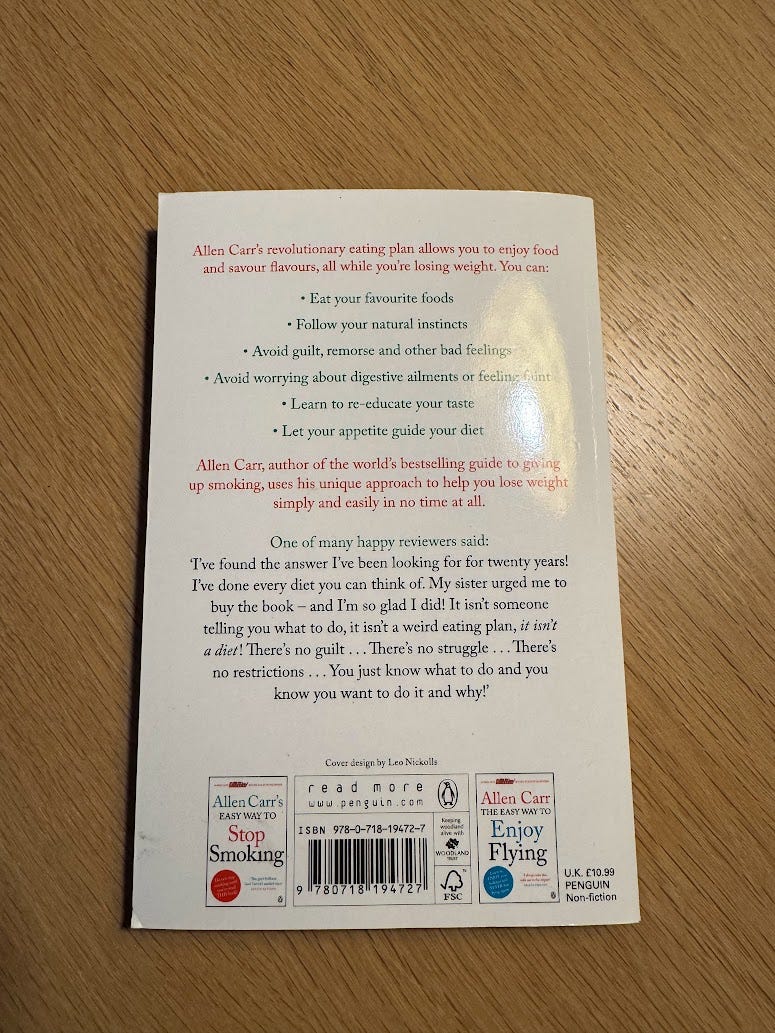 Allen Carr's revolutionary eating plan allows you to enjoy food
and savour flavours, all while you're losing weight. You can:
• Eat your favourite foods
• Follow your natural instincts
• Avoid guilt, remorse and other bad feelings
• Avoid worrying about digestive ailments or feeling faint
• Learn to re-educate your taste
• Let your appetite guide your diet
Allen Carr, author of the world's bestselling guide to giving
up smoking, uses his unique approach to help you lose weight
simply and easily in no time at all.
One of many happy reviewers said:
'I've found the answer I've been looking for for twenty years!
I've done every diet you can think of. My sister urged me to
buy the book – and I'm so glad I did! It isn't someone
telling you what to do, it isn't a weird eating plan, it isn't
a diet! There's no guilt . . . There's no struggle . . . There's
no restrictions . . . You just know what to do and you
know you want to do it and why!'
Cover design by Leo Nickolls
Allen Carr's
EASY WAY TO
Stop
Smoking
read more
www.penguin.com
ISBN 978-0-718-19472-7
9 780718 194727
Keeping
woodland
alive with
WOODLAND
TRUST
FSC
Allen Carr
THE EASY WAY TO
Enjoy
Flying
U.K. £10.99
PENGUIN
Non-fiction